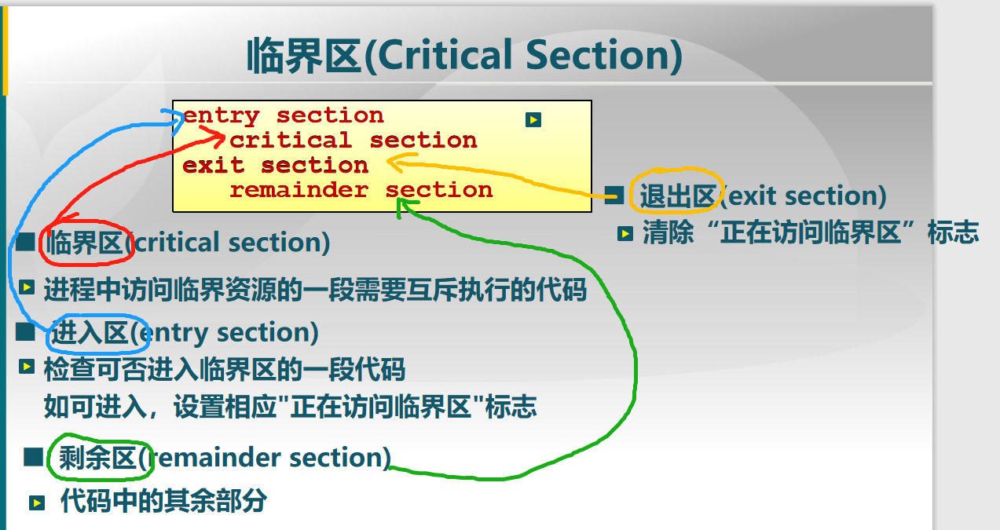 临界区(Critical Section)
entry section
critical section
exit section
remainder section
退出区(exit section)
清除“正在访问临界区”标志
临界区(critical section)
进程中访问临界资源的一段需要互斥执行的代码
进入区(entry section)
检查可否进入临界区的一段代码
如可进入，设置相应"正在访问临界区"标志
剩余区(remainder section)
代码中的其余部分